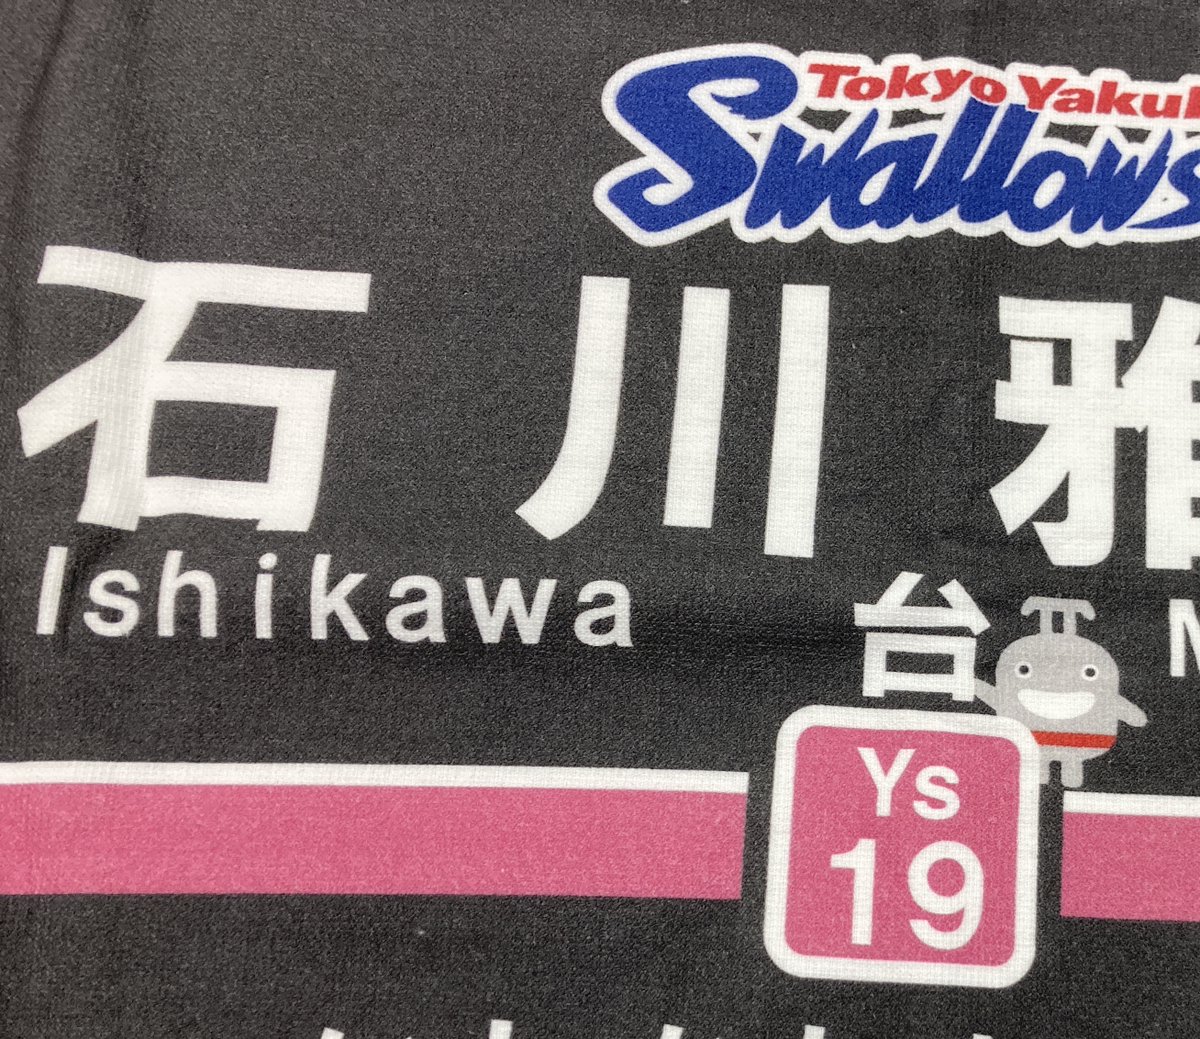 Tokyo Yakul
Swallows
石川雅
Ishikawa M
台
Ys
19